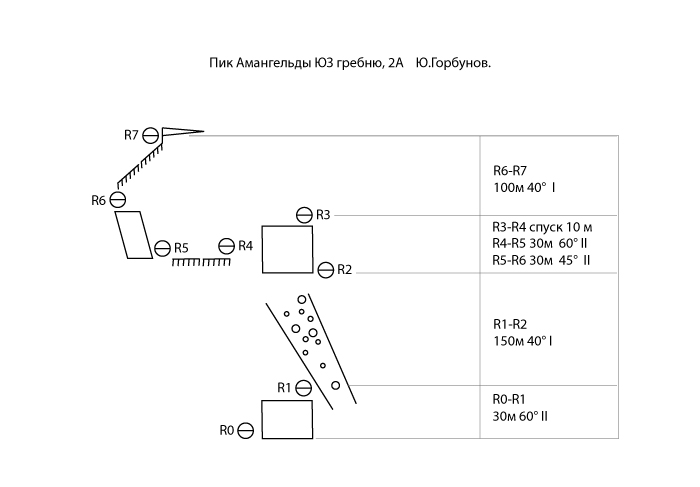 Пик Амангельды ЮЗ гребню, 2А    Ю.Горбунов.
R7
R6
R5
R4
R3
R2
R1
R0
R6-R7
100м 40° I
R3-R4 спуск 10 м
R4-R5 30м 60° II
R5-R6 30м 45° II
R1-R2
150м 40° I
R0-R1
30м 60° II